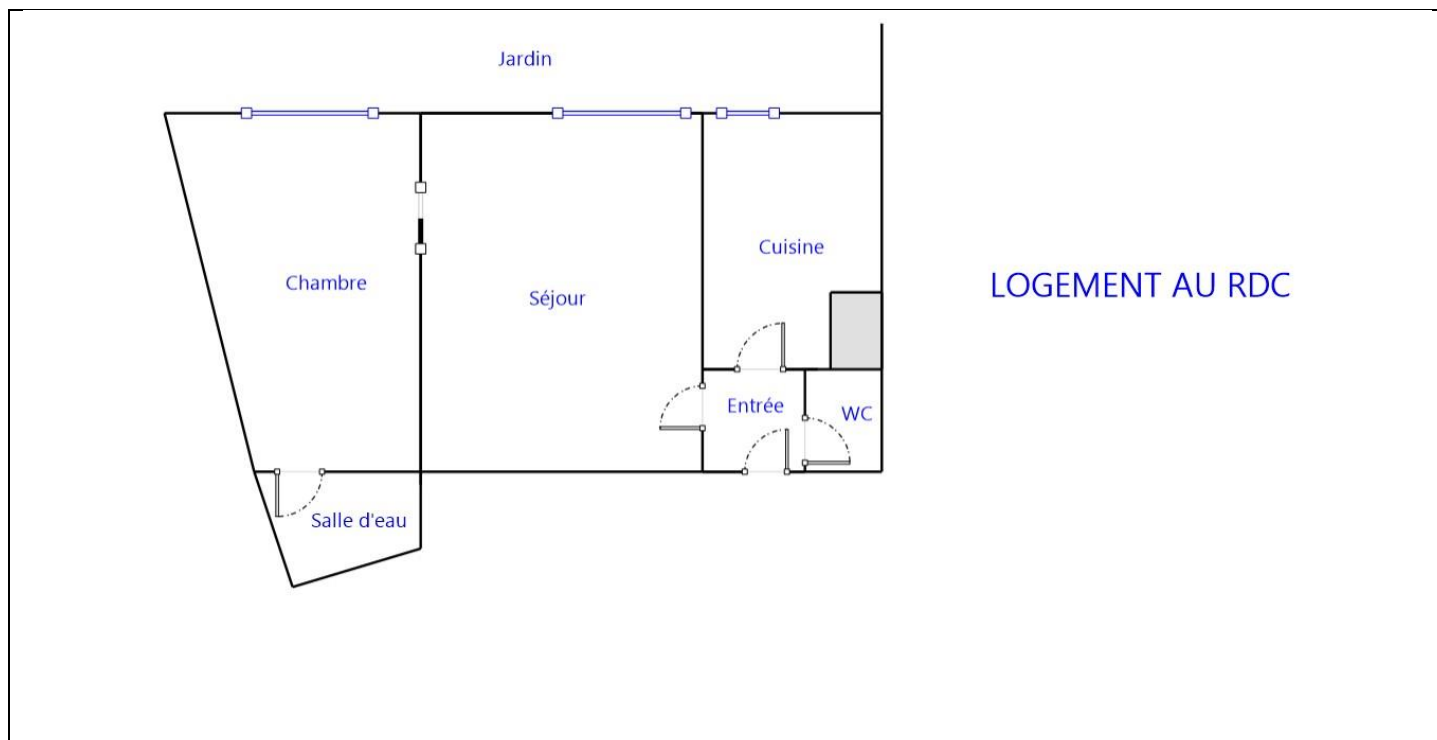 Jardin
Cuisine
Chambre
Séjour
LOGEMENT AU RDC
Entrée
WC
Salle d'eau